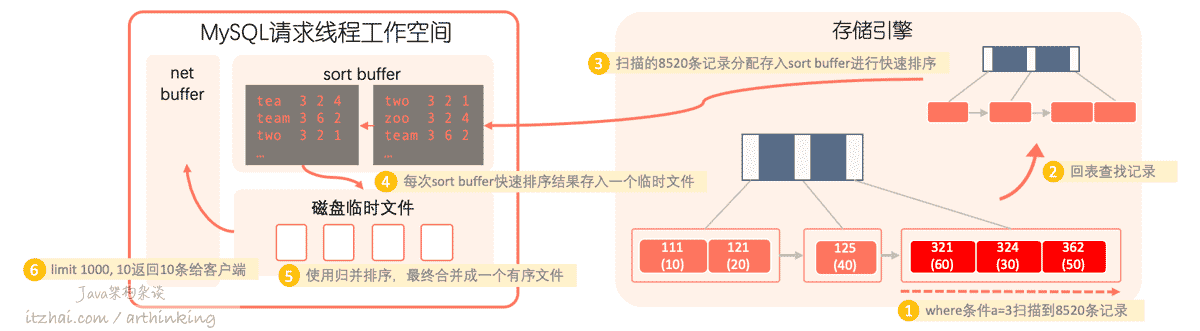 MySQL请求线程工作空间
net
buffer
sort buffer
tea 3 2 4
team 3 6 2
two 3 2 1
…
two 3 2 1
zoo 3 2 4
team 3 6 2
…
4 每次sort buffer快速排序结果存入一个临时文件
磁盘临时文件
5 使用归并排序，最终合并成一个有序文件
6 limit 1000, 10返回10条给客户端
Java架构杂谈
itzhai.com / arthinking
存储引擎
3 扫描的8520条记录分配存入sort buffer进行快速排序
2 回表查找记录
111
(10)
121
(20)
125
(40)
321
(60)
324
(30)
362
(50)
1 where条件a=3扫描到8520条记录